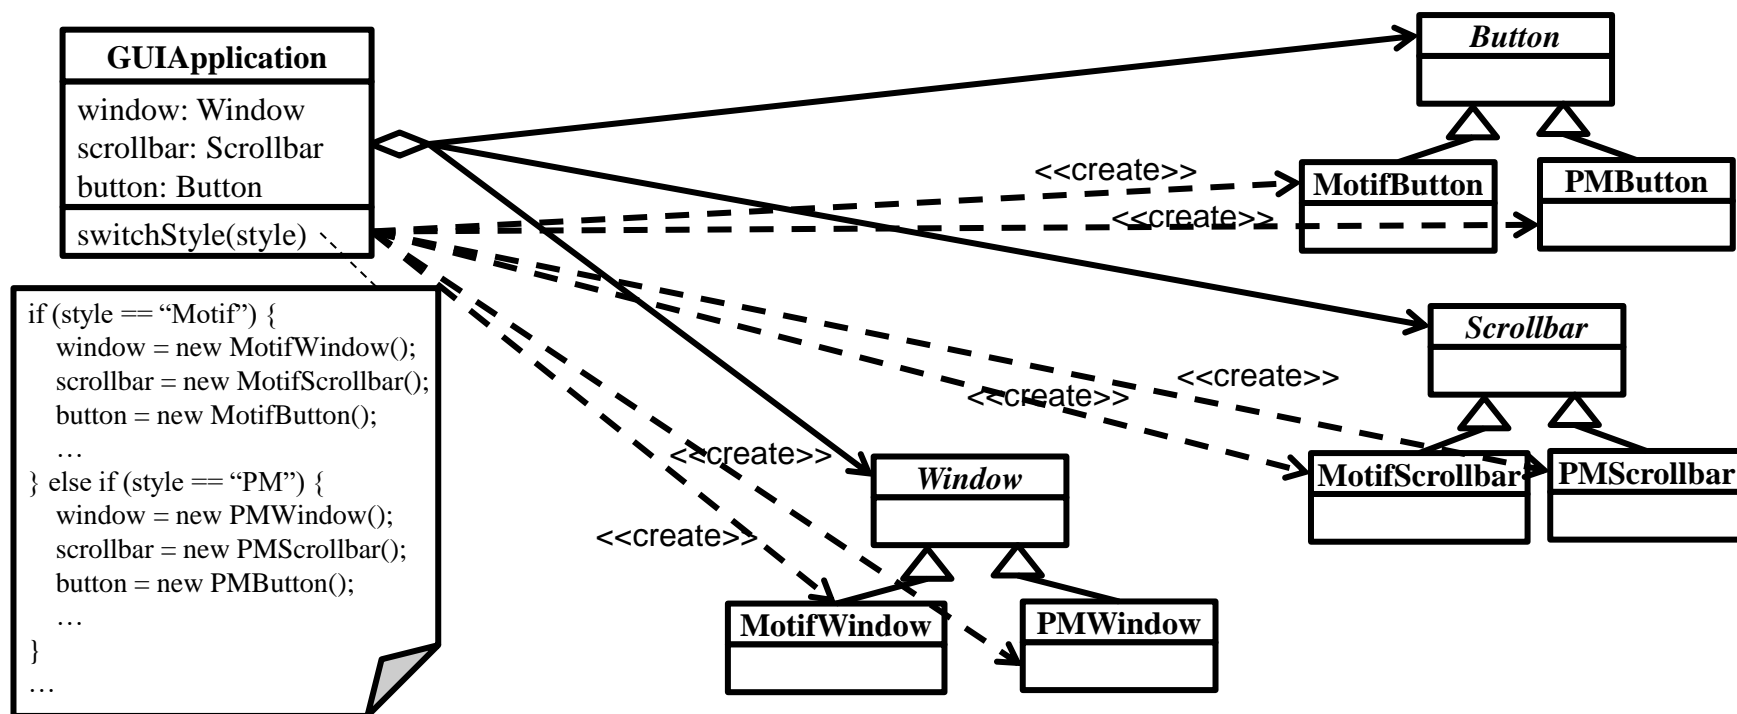 GUIApplication
window: Window
scrollbar: Scrollbar
button: Button
switchStyle(style)
if (style == “Motif”) {
window = new MotifWindow();
scrollbar = new MotifScrollbar();
button = new MotifButton();
…
} else if (style == “PM”) {
window = new PMWindow();
scrollbar = new PMScrollbar();
button = new PMButton();
…
}
…
Button
<<create>>
MotifButton
PMButton
<<create>>
Scrollbar
<<create>>
<<create>>
MotifScrollbar
PMScrollbar
<<create>>
Window
<<create>>
MotifWindow
PMWindow